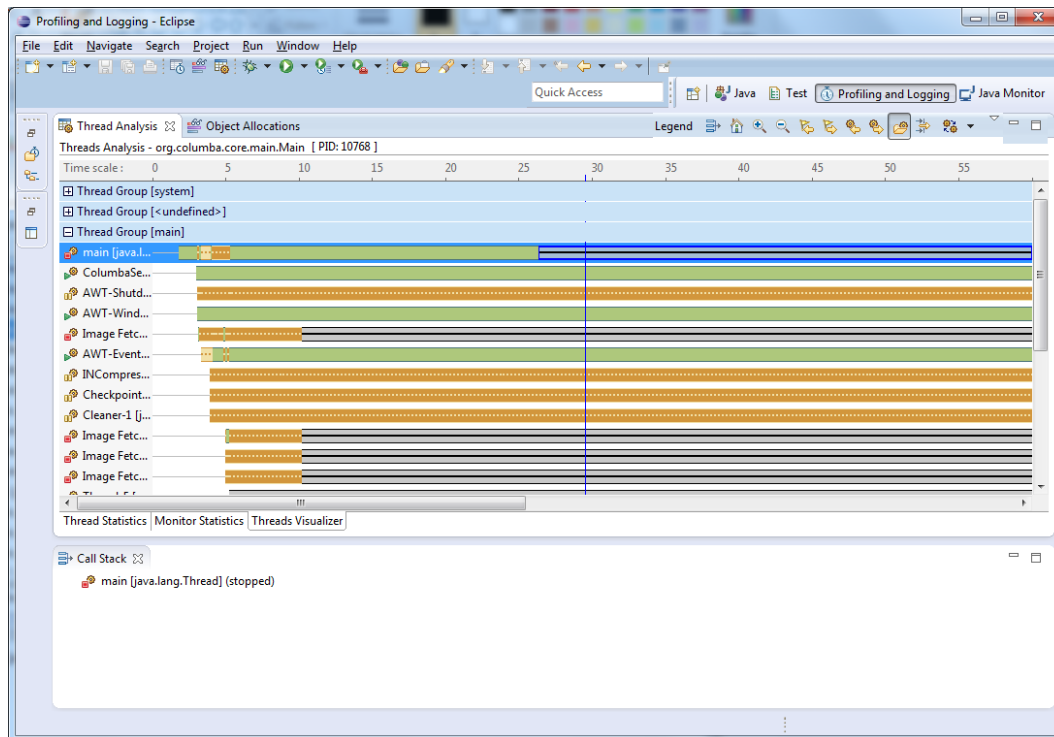 Profiling and Logging - Eclipse
File Edit Navigate Search Project Run Window Help
Quick Access
Java Test Profiling and Logging Java Monitor
Thread Analysis Object Allocations Legend
Threads Analysis - org.columba.core.main.Main [ PID: 10768 ]
Time scale : 0 5 10 15 20 25 30 35 40 45 50 55
Thread Group [system]
Thread Group [<undefined>]
Thread Group [main]
main [java.l...
ColumbaSe...
AWT-Shutd...
AWT-Wind...
Image Fetc...
AWT-Event...
INCompres...
Checkpoint...
Cleaner-1 [j...
Image Fetc...
Image Fetc...
Image Fetc...
Thread Statistics Monitor Statistics Threads Visualizer
Call Stack
main [java.lang.Thread] (stopped)